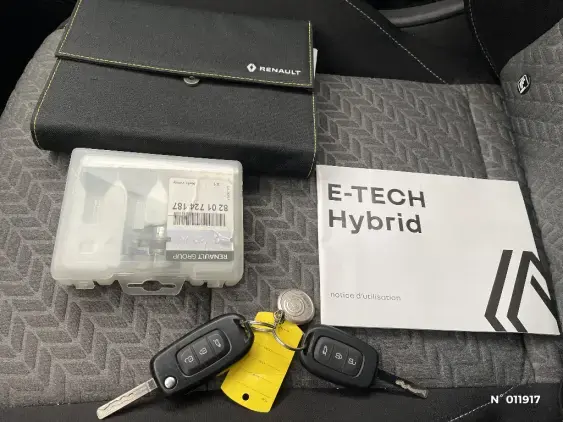 RENAULT
82 01 724 187
RENAULT GROUP
E-TECH
Hybrid
notice d'utilisation
N° 011917